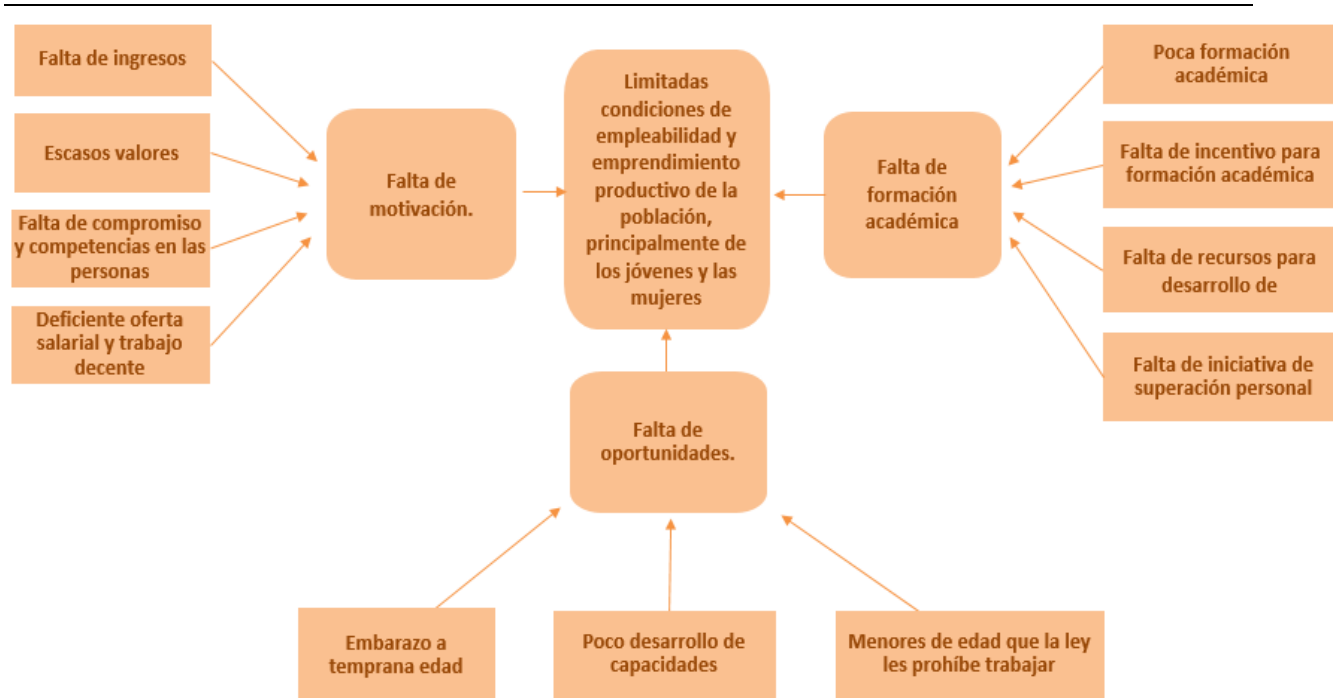 Falta de ingresos
Escasos valores
Falta de compromiso
y competencias en las
personas
Deficiente oferta
salarial y trabajo
decente
Falta de
motivación.
Limitadas
condiciones de
empleabilidad y
emprendimiento
productivo de la
población,
principalmente de
los jóvenes y las
mujeres
Falta de
formación
académica
Poca formación
académica
Falta de incentivo para
formación académica
Falta de recursos para
desarrollo de
Falta de iniciativa de
superación personal
Falta de
oportunidades.
Embarazo a
temprana edad
Poco desarrollo de
capacidades
Menores de edad que la ley
les prohíbe trabajar